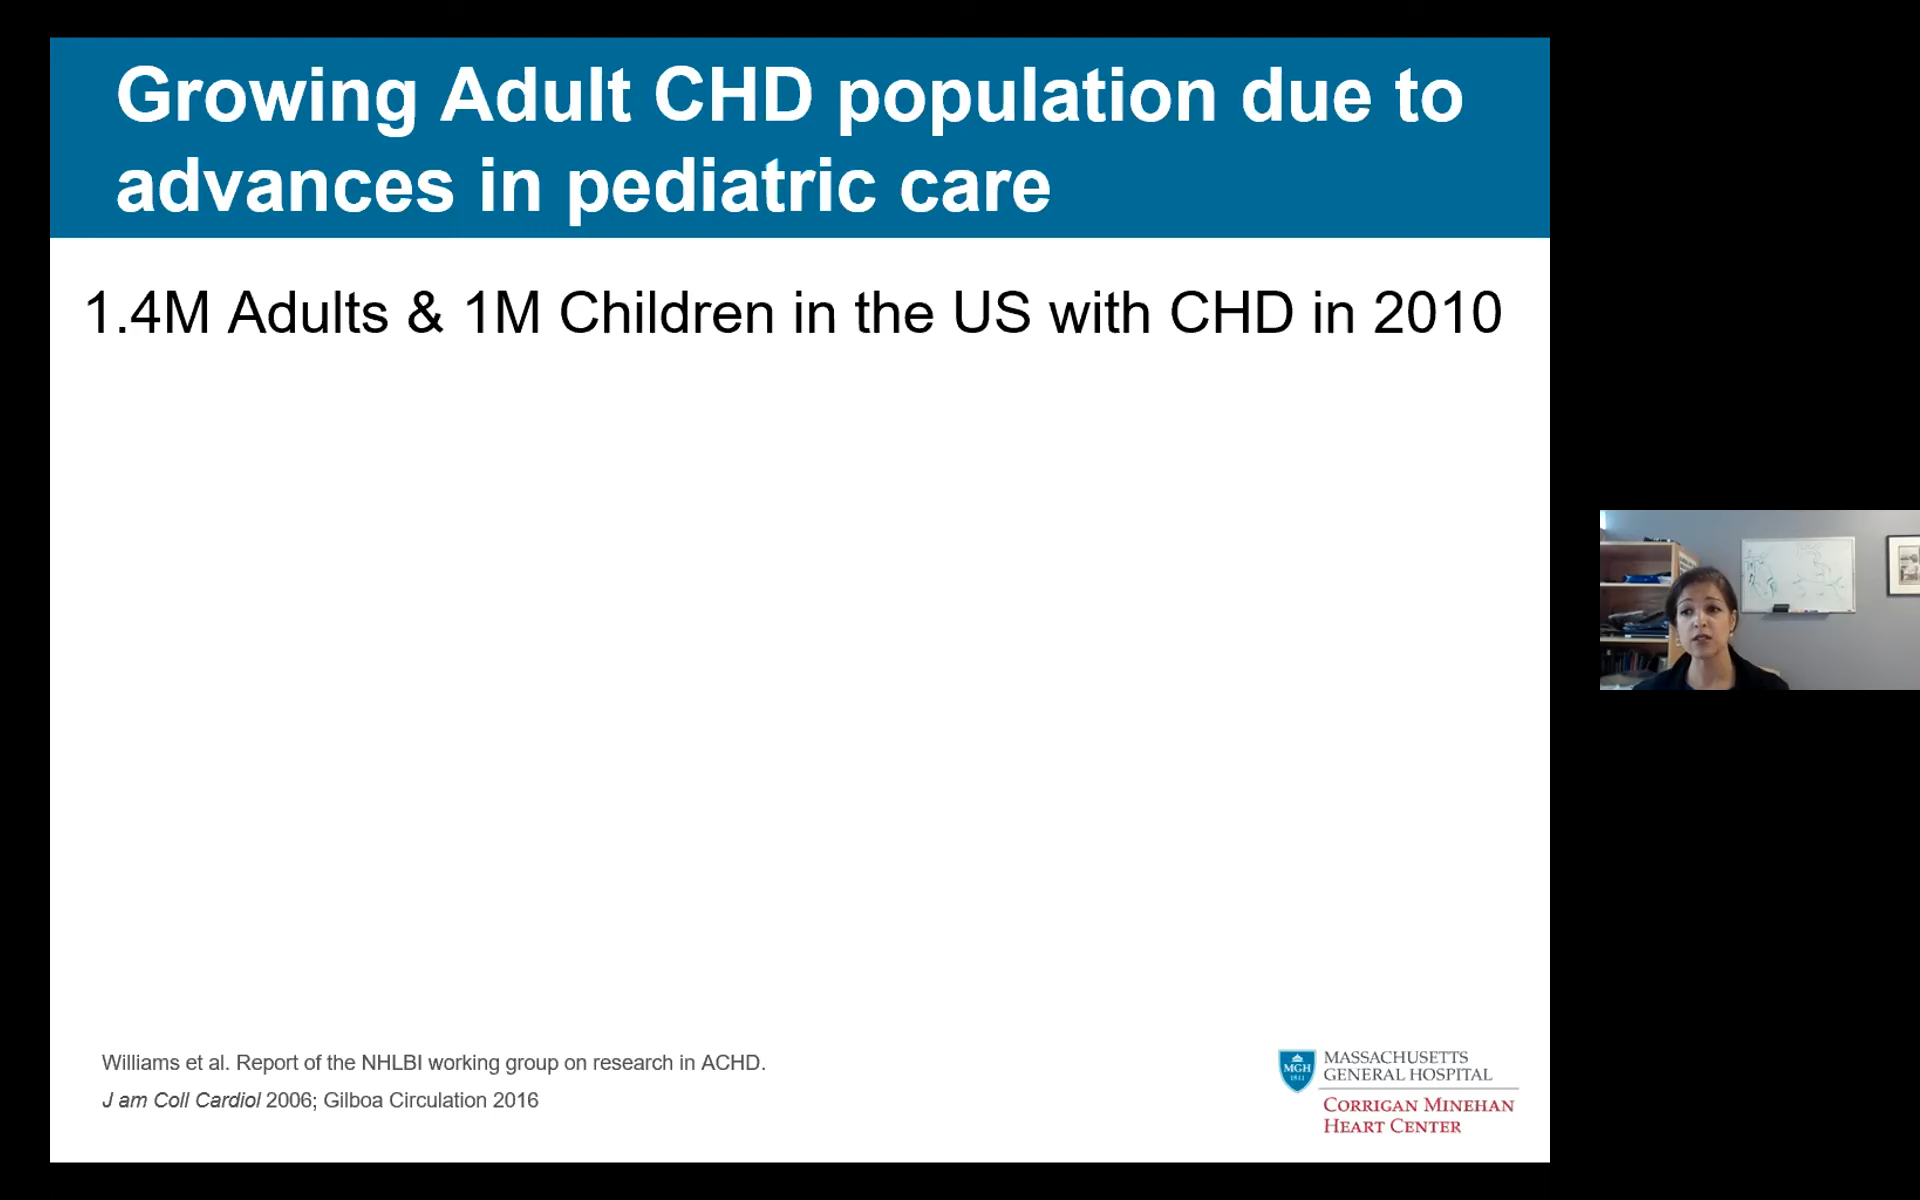 Growing Adult CHD population due to
advances in pediatric care
1.4M Adults & 1M Children in the US with CHD in 2010
Williams et al. Report of the NHLBI working group on research in ACHD.
J am Coll Cardiol 2006; Gilboa Circulation 2016
MGH
1811
MASSACHUSETTS
GENERAL HOSPITAL
CORRIGAN MINEHAN
HEART CENTER